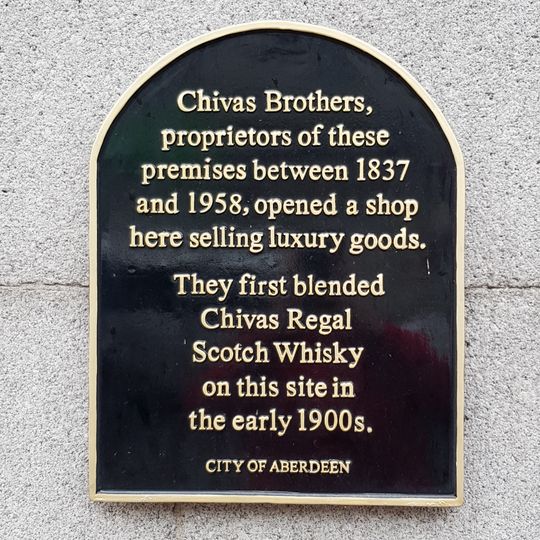 Chivas Brothers,
proprietors of these
premises between 1837
and 1958, opened a shop
here selling luxury goods.
They first blended
Chivas Regal
Scotch Whisky
on this site in
the early 1900s.
CITY OF ABERDEEN